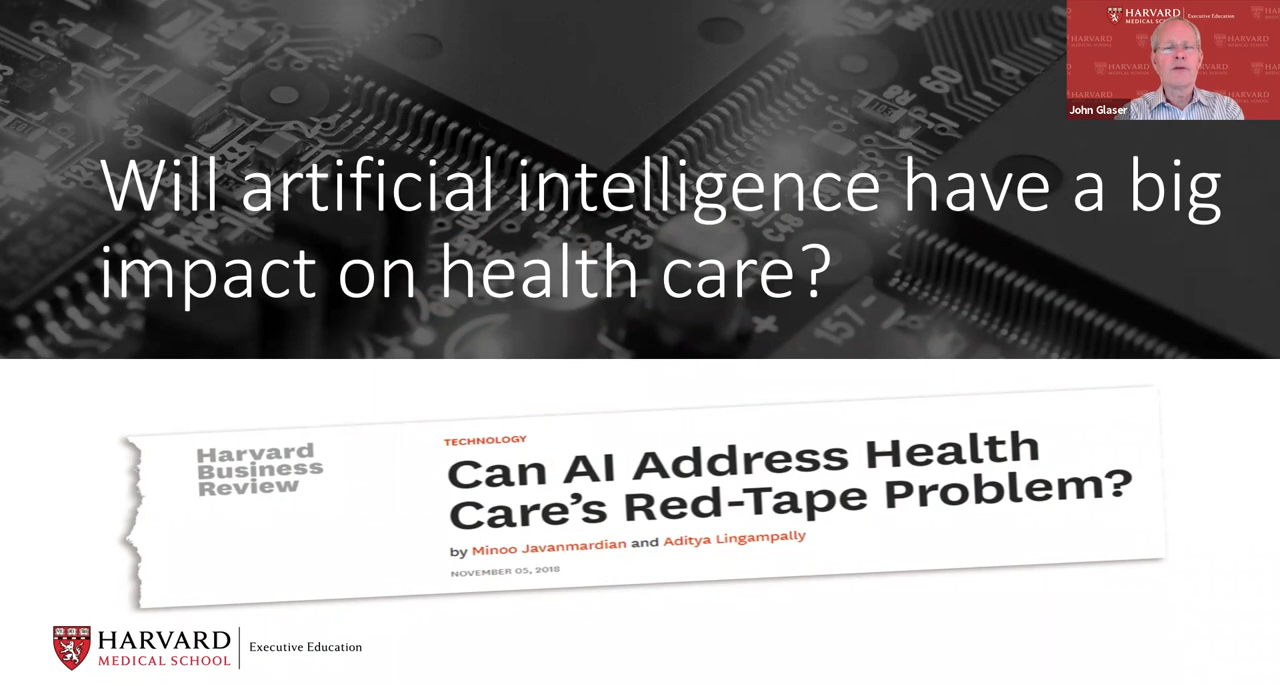 HARVARD
MEDICAL SCHOOL
Executive Education
John Glaser
Will artificial intelligence have a big
impact on health care?
Harvard
Business
Review
TECHNOLOGY
Can AI Address Health
Care’s Red-Tape Problem?
by Minoo Javanmardian and Aditya Lingampally
NOVEMBER 05, 2018
HARVARD
MEDICAL SCHOOL
Executive Education